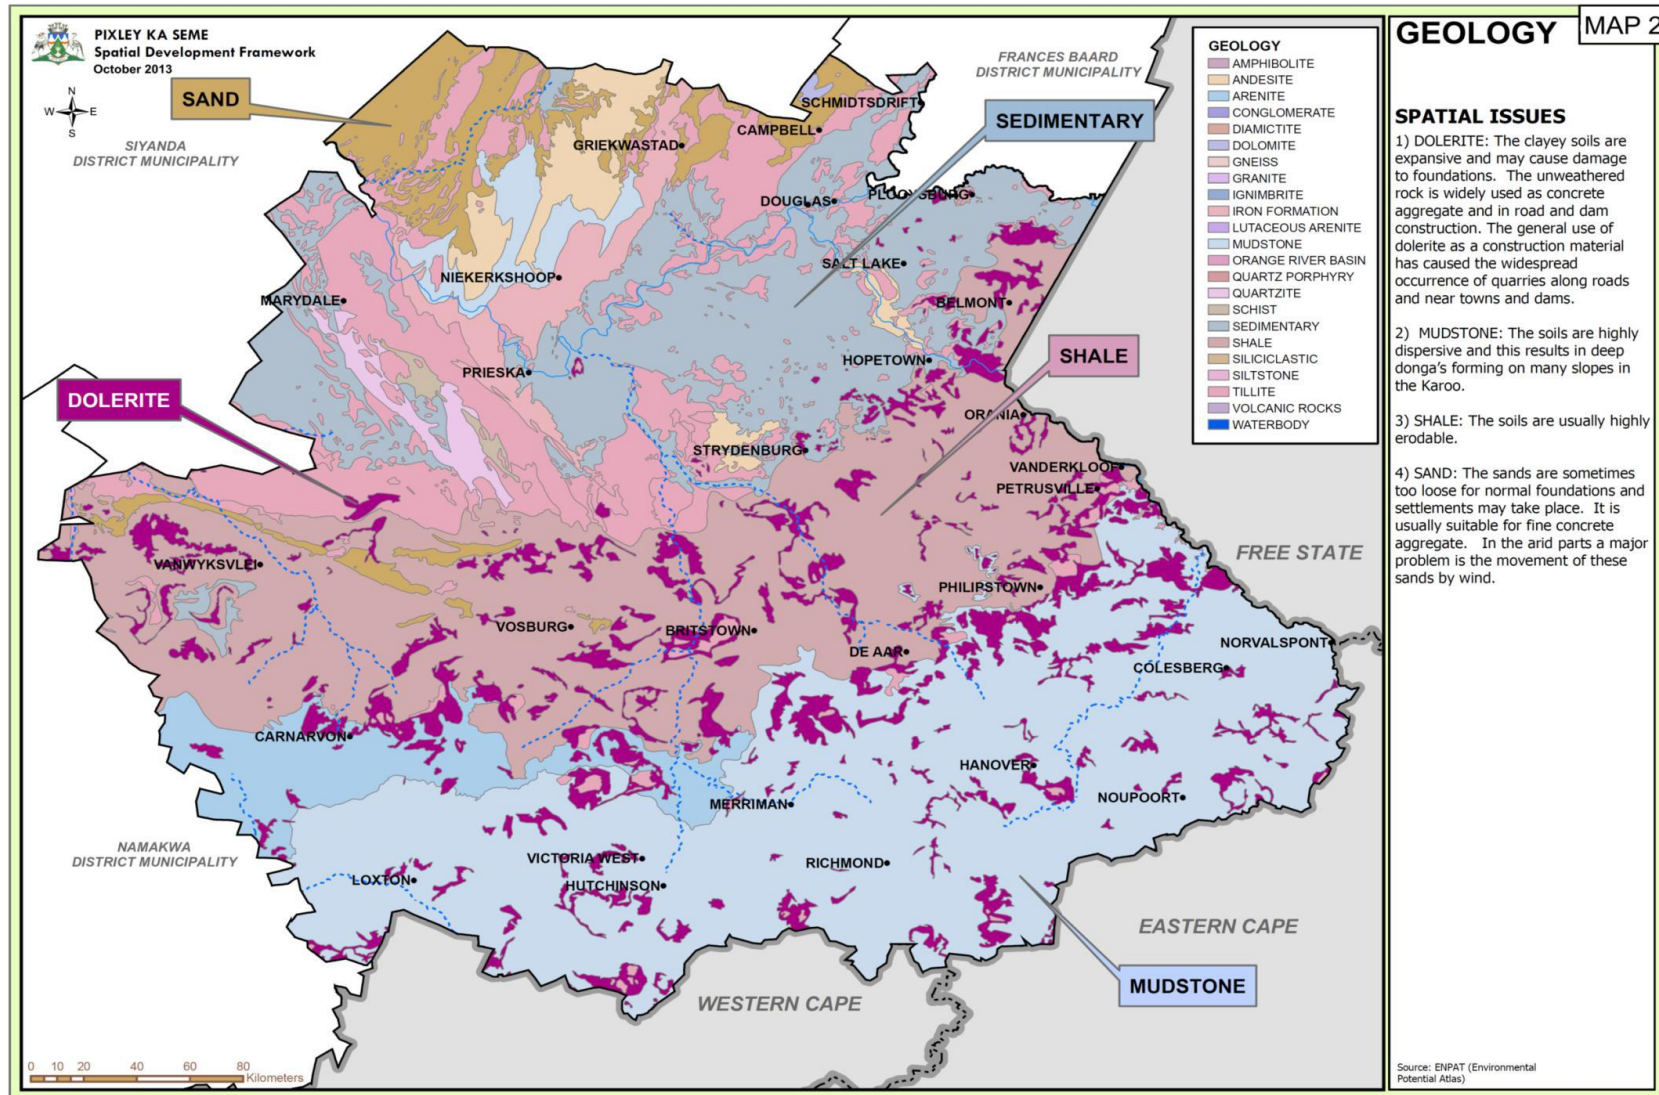 PIXLEY KA SEME
Spatial Development Framework
October 2013
N
W E
S
SAND
SIYANDA
DISTRICT MUNICIPALITY
FRANCES BAARD
DISTRICT MUNICIPALITY
SCHMIDTSDRIFT
SEDIMENTARY
CAMPBELL
GRIEKWASTAD
DOUGLAS
PLOOYSBURG
SALT LAKE
NIEKERKSHOOP
MARYDALE
BELMONT
HOPETOWN
SHALE
PRIESKA
DOLERITE
ORANIA
STRYDENBURG
VANDERKLOOF
PETRUSVILLE
FREE STATE
VANWYKSVLEI
PHILIPSTOWN
VOSBURG
BRITSTOWN
DE AAR
NORVALSPONT
COLESBERG
CARNARVON
HANOVER
MERRIMAN
NOUPOORT
NAMAKWA
DISTRICT MUNICIPALITY
VICTORIA WEST
RICHMOND
LOXTON
HUTCHINSON
EASTERN CAPE
MUDSTONE
WESTERN CAPE
0 10 20 40 60 80
Kilometers
GEOLOGY
AMPHIBOLITE
ANDESITE
ARENITE
CONGLOMERATE
DIAMICTITE
DOLOMITE
GNEISS
GRANITE
IGNIMBRITE
IRON FORMATION
LUTACEOUS ARENITE
MUDSTONE
ORANGE RIVER BASIN
QUARTZ PORPHYRY
QUARTZITE
SCHIST
SEDIMENTARY
SHALE
SILICICLASTIC
SILTSTONE
TILLITE
VOLCANIC ROCKS
WATERBODY
GEOLOGY
MAP 2
SPATIAL ISSUES
1) DOLERITE: The clayey soils are
expansive and may cause damage
to foundations. The unweathered
rock is widely used as concrete
aggregate and in road and dam
construction. The general use of
dolerite as a construction material
has caused the widespread
occurrence of quarries along roads
and near towns and dams.
2) MUDSTONE: The soils are highly
dispersive and this results in deep
donga's forming on many slopes in
the Karoo.
3) SHALE: The soils are usually highly
erodable.
4) SAND: The sands are sometimes
too loose for normal foundations and
settlements may take place. It is
usually suitable for fine concrete
aggregate. In the arid parts a major
problem is the movement of these
sands by wind.
Source: ENPAT (Environmental
Potential Atlas)